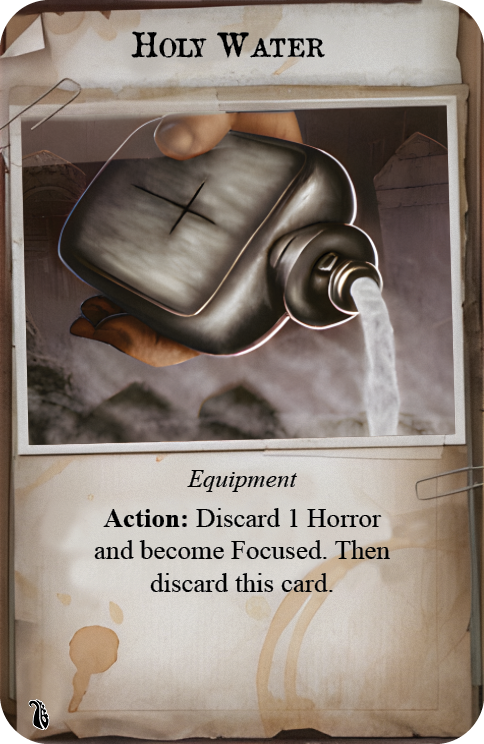 Holy Water
Equipment
Action: Discard 1 Horror
and become Focused. Then
discard this card.